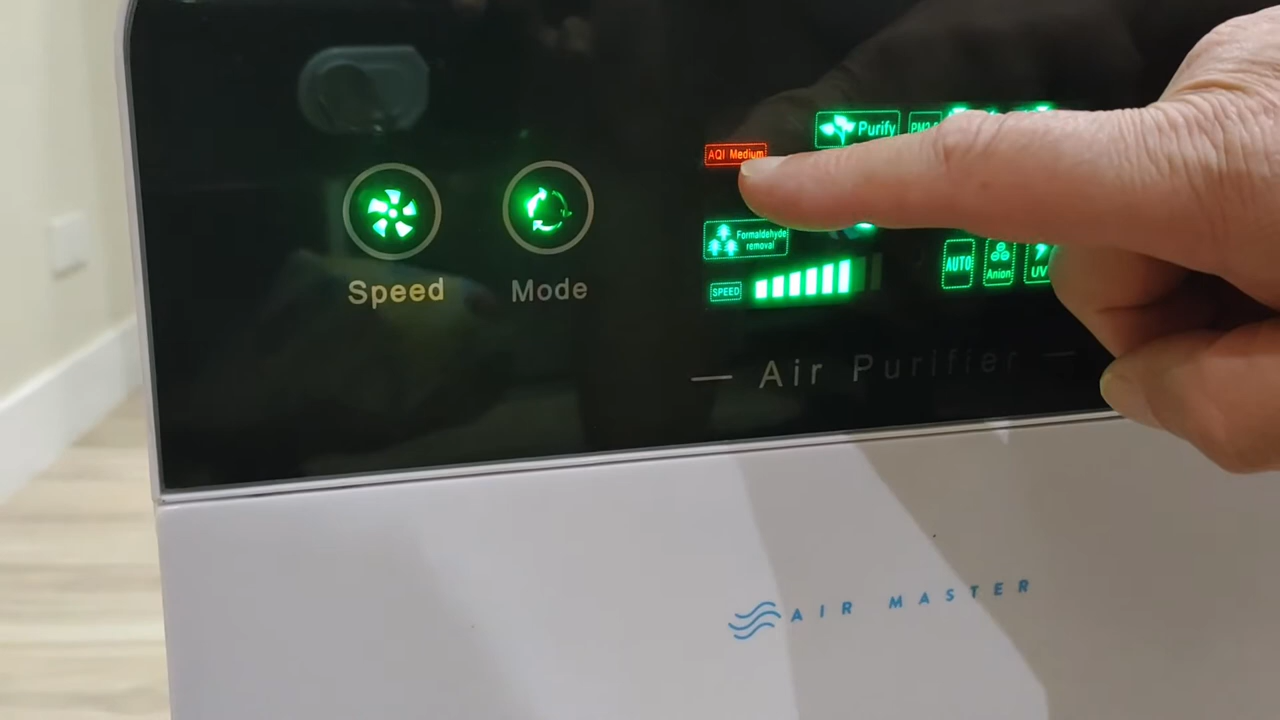 Purify
AQI Medium
Formaldehyde
removal
AUTO
Anion
UV
SPEED
Speed
Mode
Air Purifier
AIR MASTER